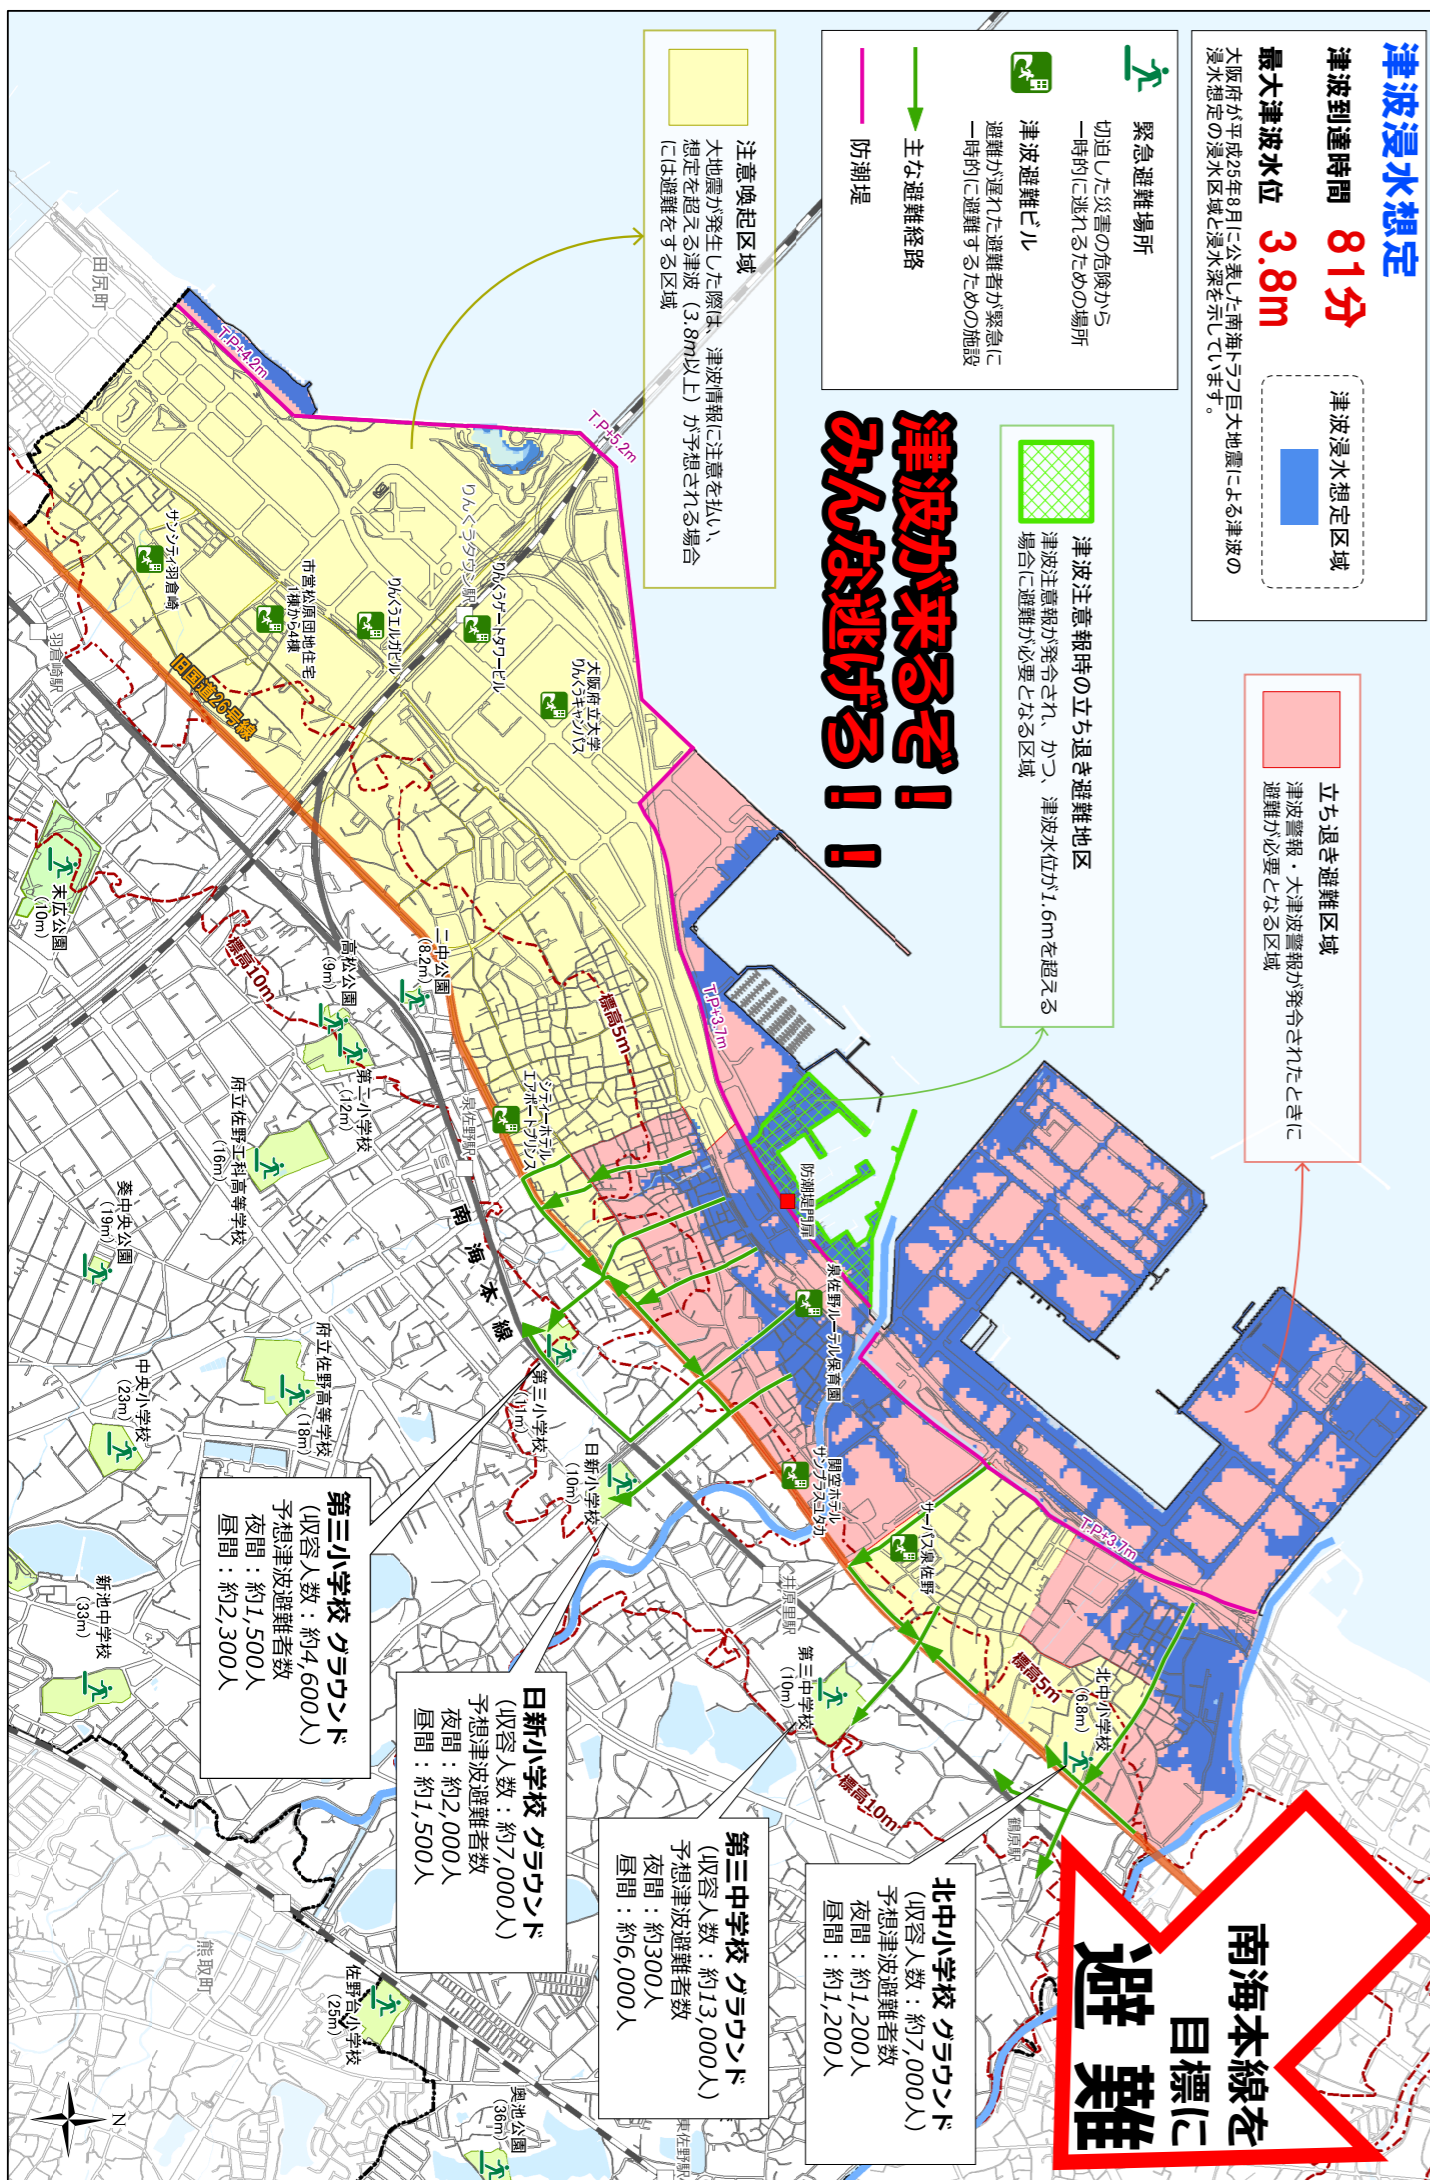 津波浸水想定
津波到達時間 81分
最大津波水位 3.8m
津波浸水想定区域
大阪府が平成25年8月に公表した南海トラフ巨大地震による津波の
浸水想定の浸水区域と浸水深を示しています。
緊急避難場所
切迫した災害の危険から
一時的に逃れるための場所
津波避難ビル
避難が遅れた避難者が緊急に
一時的に避難するための施設
主な避難経路
防潮堤
注意喚起区域
大地震が発生した際は、津波情報に注意を払い、
想定を超える津波（3.8m以上）が予想される場合
には避難をする区域
津波が来るぞ！
みんな逃げろ！！
津波注意報時の立ち退き避難地区
津波注意報が発令され、かつ、津波水位が1.6mを超える
場合に避難が必要となる区域
立ち退き避難区域
津波警報・大津波警報が発令されたときに
避難が必要となる区域
南海本線を
目標に
避難
田尻町
T.P+4.2m
T.P+5.2m
T.P+3.7m
T.P+3.7m
りんくうタウン駅
サンシティ羽倉崎
市営松原団地住宅
1棟から4棟
りんくうエルガビル
りんくうゲートタワービル
大阪府立大学
りんくうキャンパス
羽倉崎駅
旧国道26号線
末広公園
(10m)
標高10m
高松公園
(9m)
二中公園
(8.2m)
第二小学校
(12m)
標高5m
府立佐野工科高等学校
(16m)
泉佐野駅
シティーホテル
エアポートプリンス
葵中央公園
(19m)
南海本線
防潮堤門扉
泉佐野ルーテル保育園
第三小学校
(11m)
府立佐野高等学校
(18m)
中央小学校
(23m)
日新小学校
(10m)
関空ホテル
サンプラスユタカ
サーパス泉佐野
井原里駅
新池中学校
(33m)
第三中学校
(10m)
標高5m
北中小学校
(6.8m)
標高10m
鶴原駅
熊取町
佐野台小学校
(25m)
奥池公園
(36m)
東佐野駅
N
第三小学校 グラウンド
（収容人数：約4,600人）
予想津波避難者数
夜間：約1,500人
昼間：約2,300人
日新小学校 グラウンド
（収容人数：約7,000人）
予想津波避難者数
夜間：約2,000人
昼間：約1,500人
第三中学校 グラウンド
（収容人数：約13,000人）
予想津波避難者数
夜間：約300人
昼間：約6,000人
北中小学校 グラウンド
（収容人数：約7,000人）
予想津波避難者数
夜間：約1,200人
昼間：約1,200人